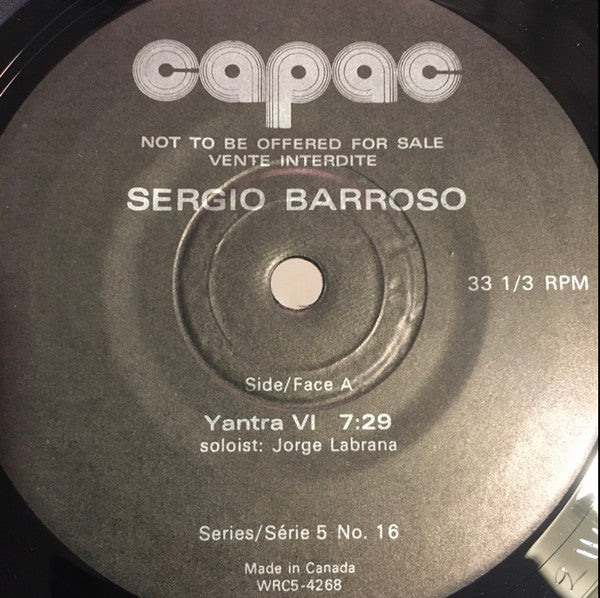 capac
NOT TO BE OFFERED FOR SALE
VENTE INTERDITE
SERGIO BARROSO
33 1/3 RPM
Side/Face A
Yantra VI 7:29
soloist: Jorge Labrana
Series/Série 5 No. 16
Made in Canada
WRC5-4268